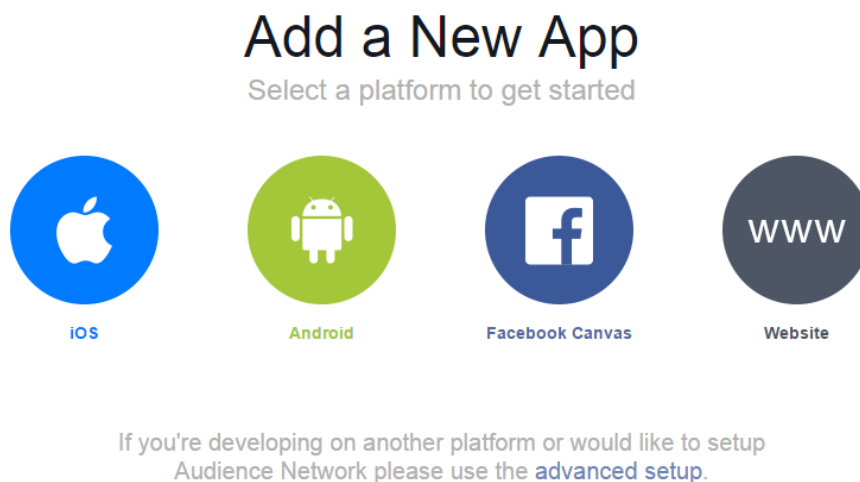 Add a New App
Select a platform to get started
www
iOS
Android
Facebook Canvas
Website
If you're developing on another platform or would like to setup
Audience Network please use the advanced setup.